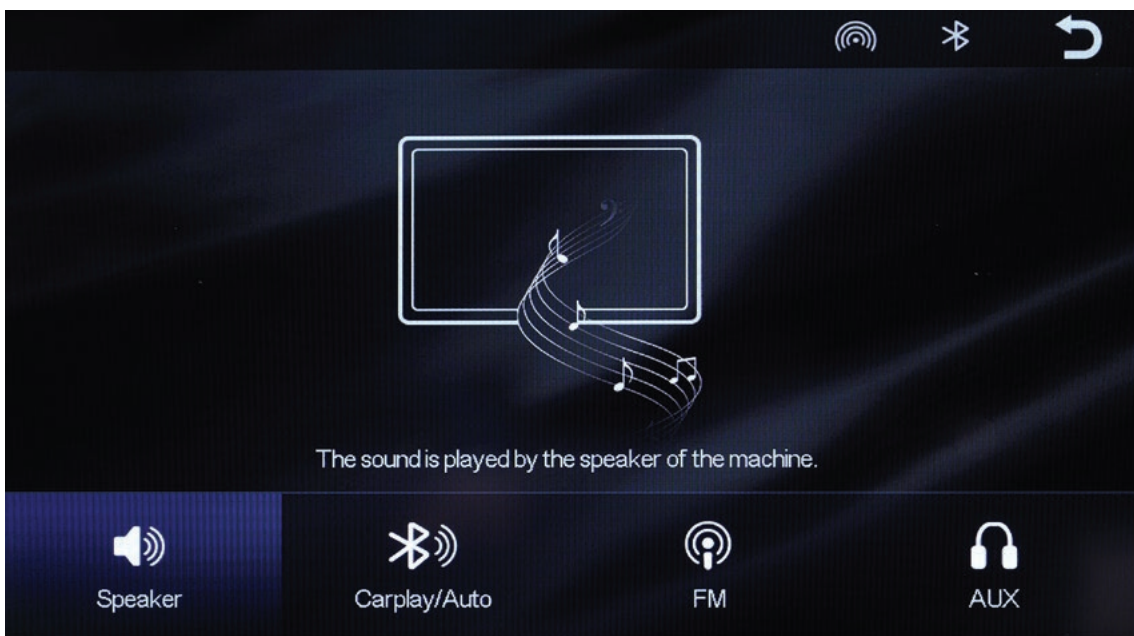 The sound is played by the speaker of the machine.
Speaker
Carplay/Auto
FM
AUX